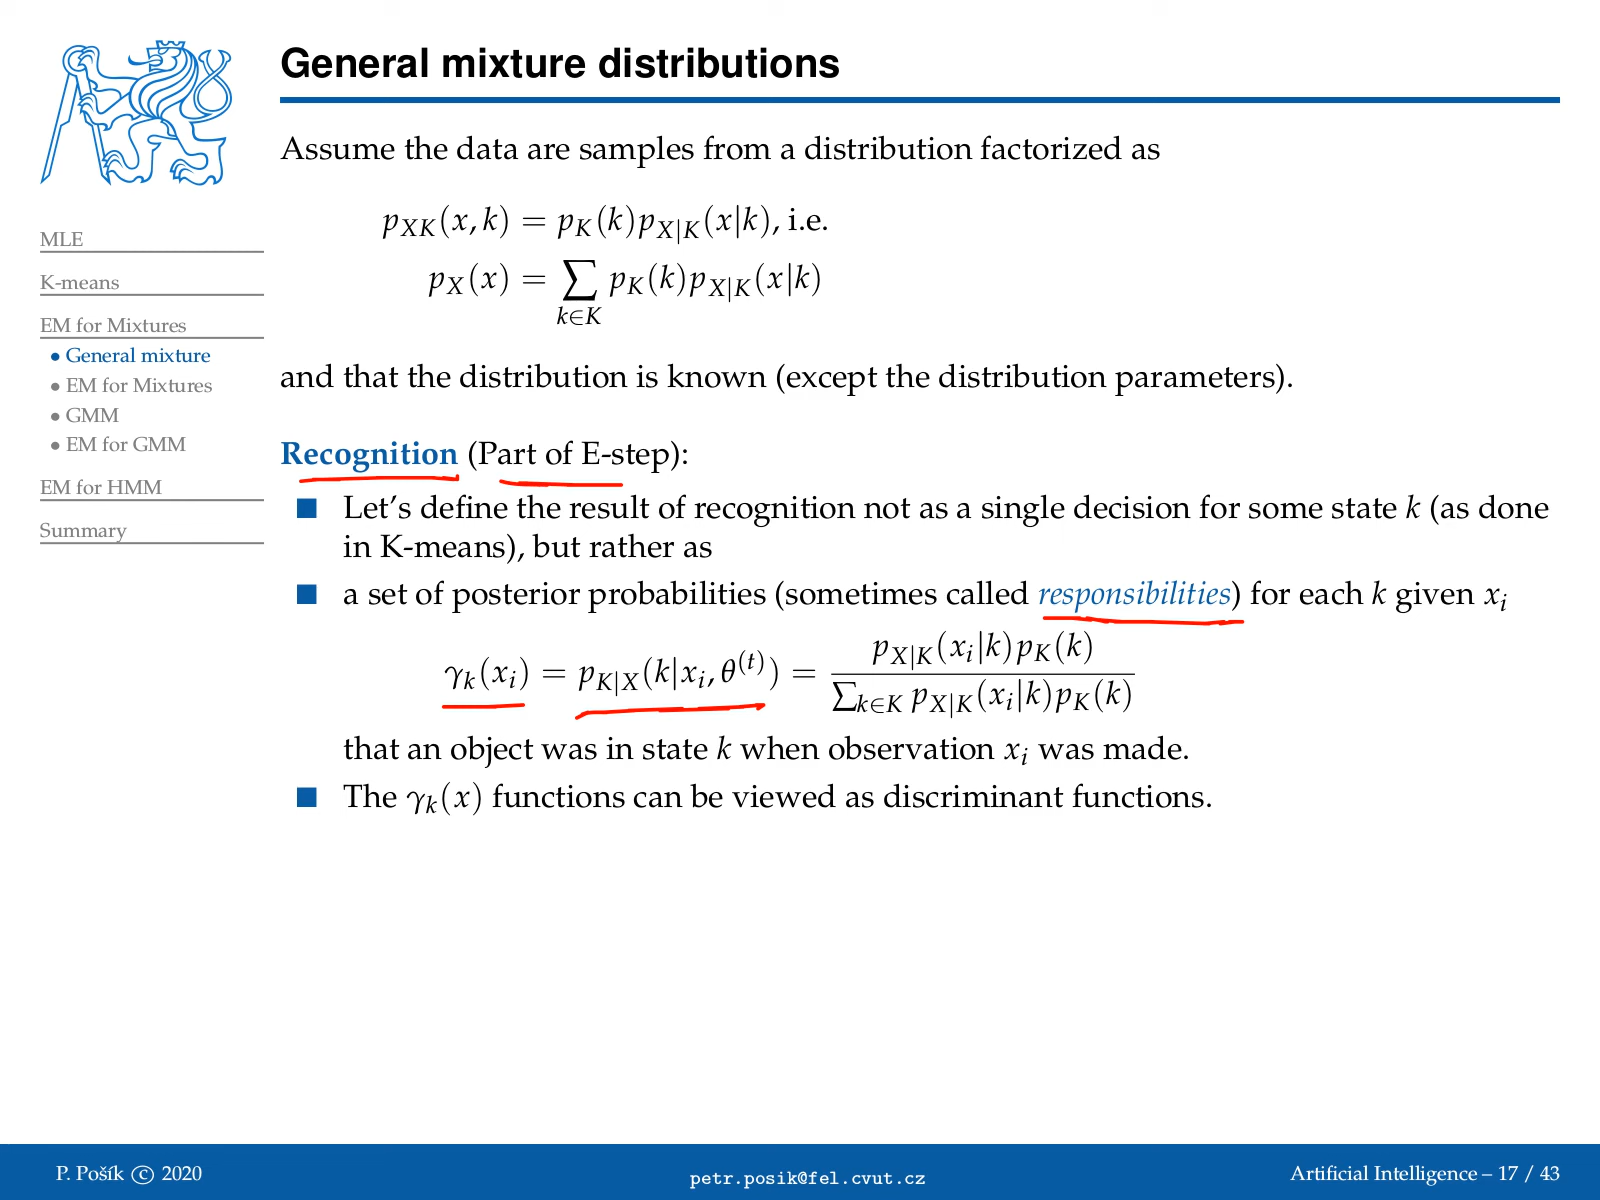 General mixture distributions
Assume the data are samples from a distribution factorized as
p_{XK}(x, k) = p_K(k)p_{X|K}(x|k), i.e.
p_X(x) = ∑_{k∈K} p_K(k)p_{X|K}(x|k)
and that the distribution is known (except the distribution parameters).
Recognition (Part of E-step):
■ Let's define the result of recognition not as a single decision for some state k (as done
in K-means), but rather as
■ a set of posterior probabilities (sometimes called responsibilities) for each k given x_i
γ_k(x_i) = p_{K|X}(k|x_i, θ^{(t)}) = \frac{p_{X|K}(x_i|k)p_K(k)}{∑_{k∈K} p_{X|K}(x_i|k)p_K(k)}
that an object was in state k when observation x_i was made.
■ The γ_k(x) functions can be viewed as discriminant functions.
MLE
K-means
EM for Mixtures
• General mixture
• EM for Mixtures
• GMM
• EM for GMM
EM for HMM
Summary
P. Pošík © 2020
petr.posik@fel.cvut.cz
Artificial Intelligence – 17 / 43